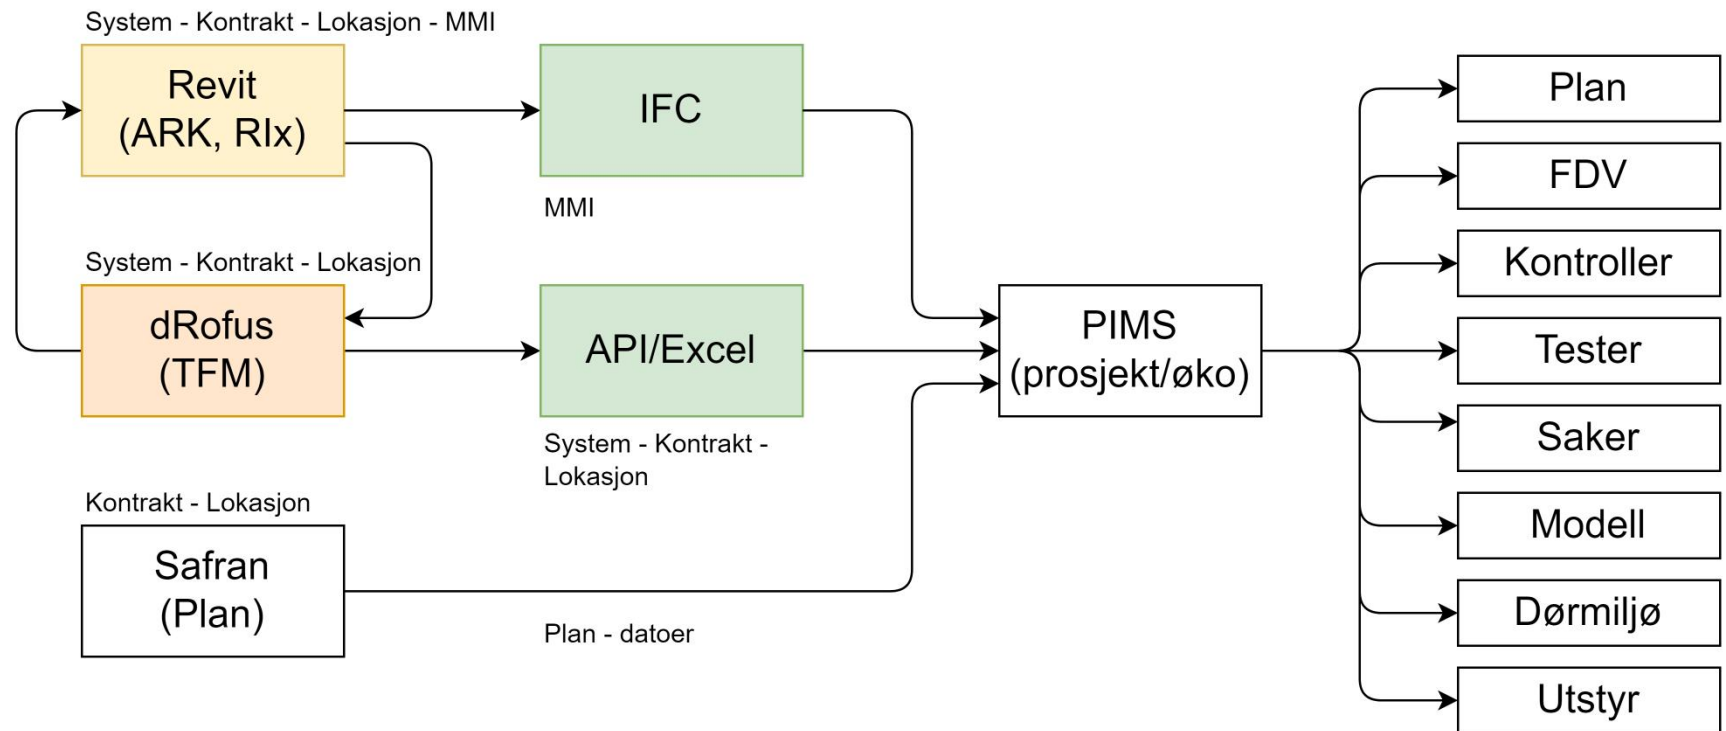 System - Kontrakt - Lokasjon - MMI
Revit
(ARK, RIx)
IFC
MMI
System - Kontrakt - Lokasjon
dRofus
(TFM)
API/Excel
System - Kontrakt -
Lokasjon
Kontrakt - Lokasjon
Safran
(Plan)
Plan - datoer
PIMS
(prosjekt/øko)
Plan
FDV
Kontroller
Tester
Saker
Modell
Dørmiljø
Utstyr